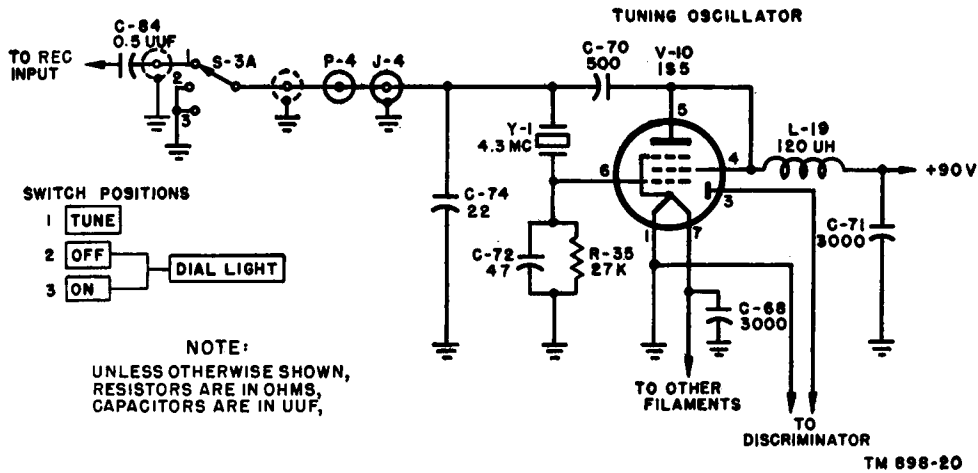 TUNING OSCILLATOR
C-84
0.5 UUF
TO REC
INPUT
S-3A
1
2
3
P-4
J-4
C-70
500
V-10
1S5
5
Y-1
4.3 MC
6
4
3
L-19
120 UH
+90V
C-74
22
1
7
C-71
3000
C-72
47
R-35
27K
C-68
3000
SWITCH POSITIONS
1 TUNE
2 OFF
3 ON
DIAL LIGHT
NOTE:
UNLESS OTHERWISE SHOWN,
RESISTORS ARE IN OHMS,
CAPACITORS ARE IN UUF,
TO OTHER
FILAMENTS
TO
DISCRIMINATOR
TM 898-20